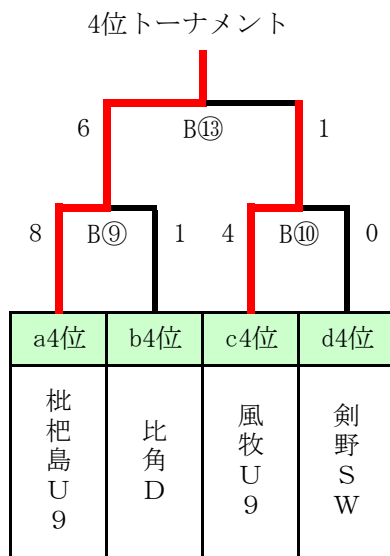 4位トーナメント
6 B⑬ 1
8 B⑨ 1 4 B⑩ 0
a4位 b4位 c4位 d4位
枇杷島U9
比角D
風牧U9
剣野SW